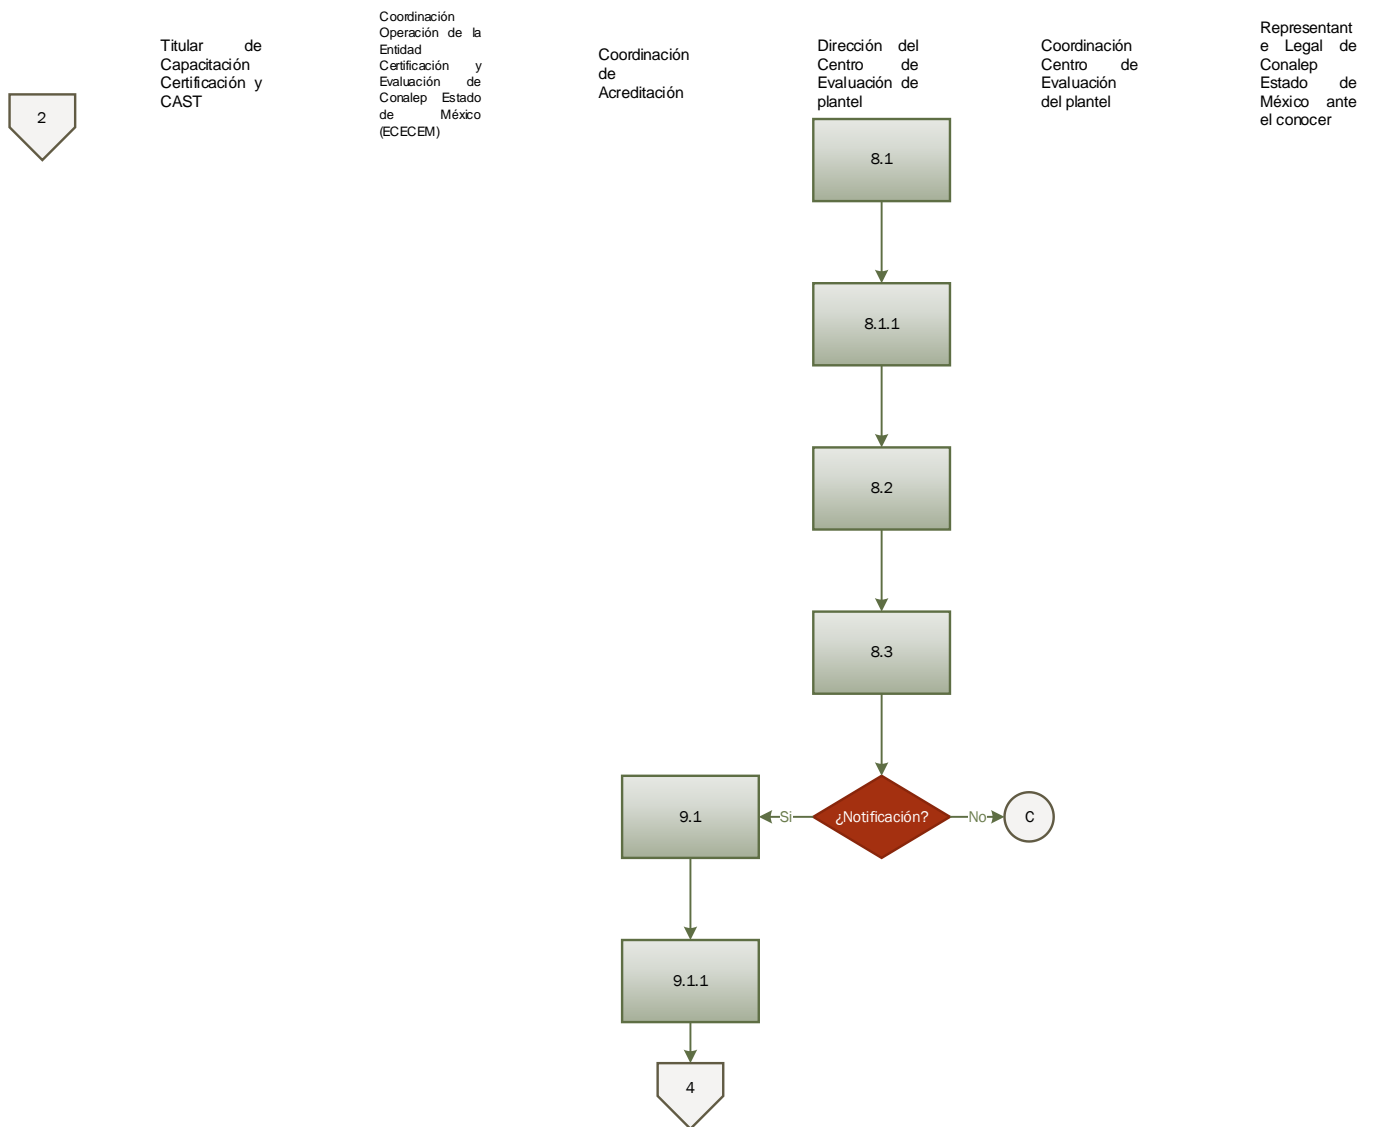 2
Titular de
Capacitación
Certificación y
CAST
Coordinación
Operación de la
Entidad
Certificación y
Evaluación de
Conalep Estado
de México
(ECECEM)
Coordinación
de
Acreditación
Dirección del
Centro de
Evaluación de
plantel
Coordinación
Centro de
Evaluación
del plantel
Representant
e Legal de
Conalep
Estado de
México ante
el conocer
8.1
8.1.1
8.2
8.3
9.1
Si
¿Notificación?
No
C
9.1.1
4